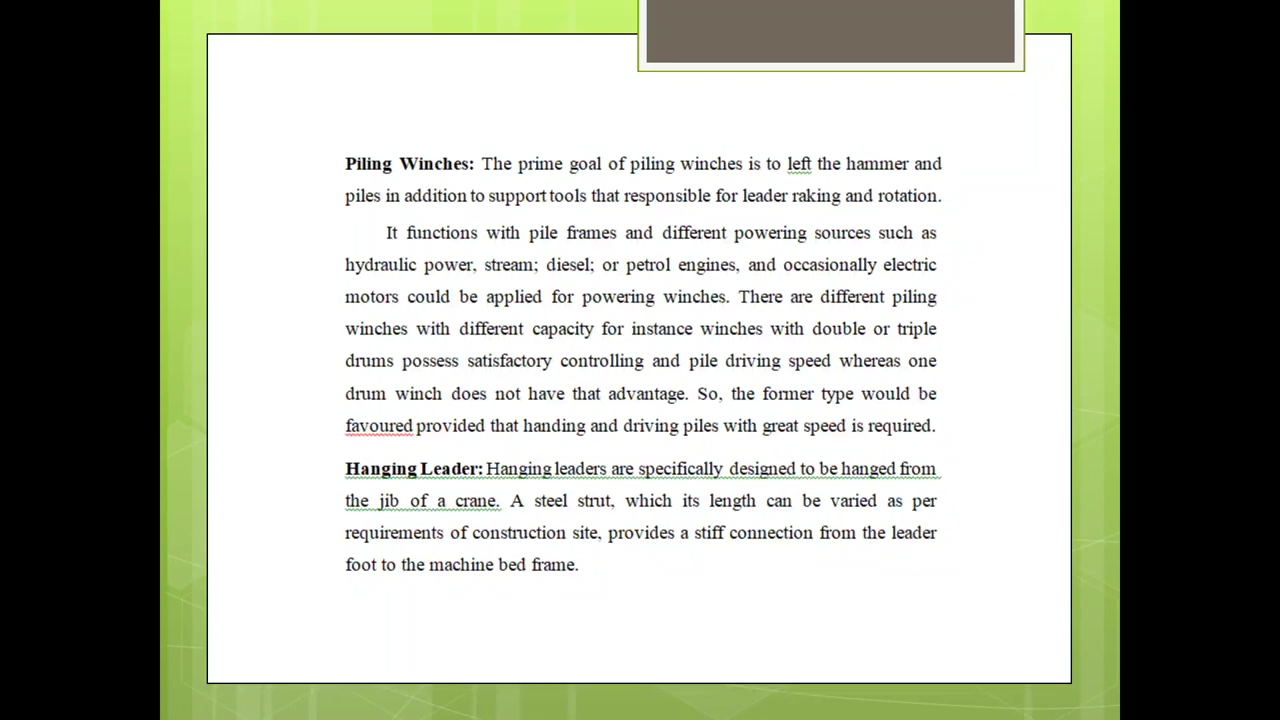 Piling Winches: The prime goal of piling winches is to left the hammer and
piles in addition to support tools that responsible for leader raking and rotation.
It functions with pile frames and different powering sources such as
hydraulic power, stream; diesel; or petrol engines, and occasionally electric
motors could be applied for powering winches. There are different piling
winches with different capacity for instance winches with double or triple
drums possess satisfactory controlling and pile driving speed whereas one
drum winch does not have that advantage. So, the former type would be
favoured provided that handing and driving piles with great speed is required.
Hanging Leader: Hanging leaders are specifically designed to be hanged from
the jib of a crane. A steel strut, which its length can be varied as per
requirements of construction site, provides a stiff connection from the leader
foot to the machine bed frame.